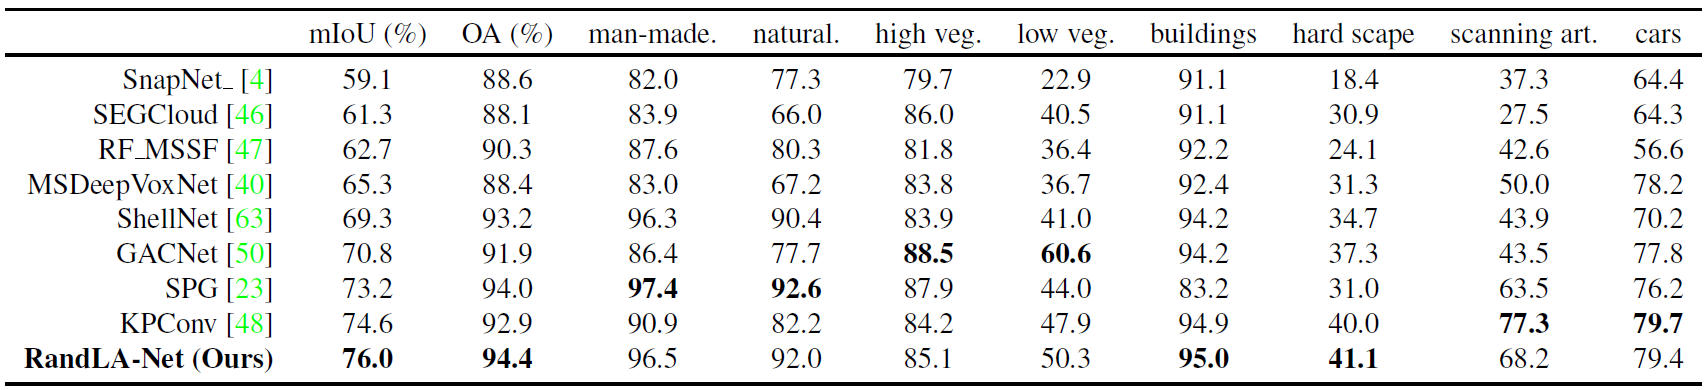 mIoU (%) OA (%) man-made. natural. high veg. low veg. buildings hard scape scanning art. cars
SnapNet_ [4] 59.1 88.6 82.0 77.3 79.7 22.9 91.1 18.4 37.3 64.4
SEGCloud [46] 61.3 88.1 83.9 66.0 86.0 40.5 91.1 30.9 27.5 64.3
RF_MSSF [47] 62.7 90.3 87.6 80.3 81.8 36.4 92.2 24.1 42.6 56.6
MSDeepVoxNet [40] 65.3 88.4 83.0 67.2 83.8 36.7 92.4 31.3 50.0 78.2
ShellNet [63] 69.3 93.2 96.3 90.4 83.9 41.0 94.2 34.7 43.9 70.2
GACNet [50] 70.8 91.9 86.4 77.7 88.5 60.6 94.2 37.3 43.5 77.8
SPG [23] 73.2 94.0 97.4 92.6 87.9 44.0 83.2 31.0 63.5 76.2
KPConv [48] 74.6 92.9 90.9 82.2 84.2 47.9 94.9 40.0 77.3 79.7
RandLA-Net (Ours) 76.0 94.4 96.5 92.0 85.1 50.3 95.0 41.1 68.2 79.4